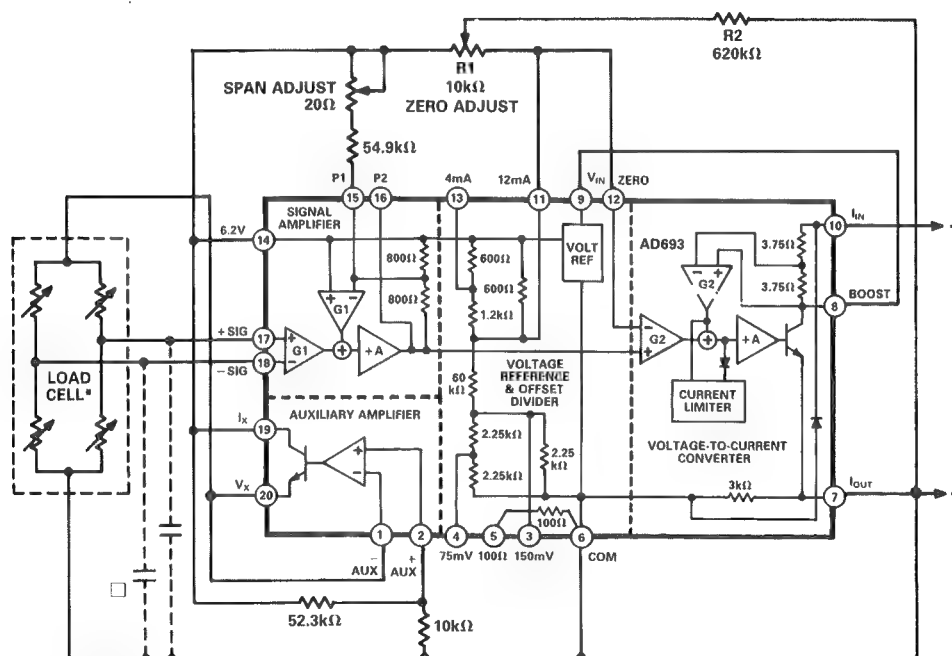 R2
620kΩ
R1
10kΩ
ZERO ADJUST
SPAN ADJUST
20Ω
54.9kΩ
P1
P2
4mA
12mA
VIN
ZERO
15
16
13
11
9
12
6.2V
14
SIGNAL
AMPLIFIER
800Ω
800Ω
600Ω
600Ω
1.2kΩ
VOLT
REF
AD693
3.75Ω
3.75Ω
10
IIN
8
BOOST
G1
G2
+SIG
17
G1
+A
−SIG
18
G2
+A
LOAD
CELL*
60
kΩ
VOLTAGE
REFERENCE
& OFFSET
DIVIDER
CURRENT
LIMITER
AUXILIARY AMPLIFIER
IX
19
2.25kΩ
2.25kΩ
2.25
kΩ
VOLTAGE-TO-CURRENT
CONVERTER
VX
20
3kΩ
7
IOUT
100Ω
1
2
4
5
3
6
AUX
−
AUX
+
75mV
100Ω
150mV
COM
52.3kΩ
10kΩ